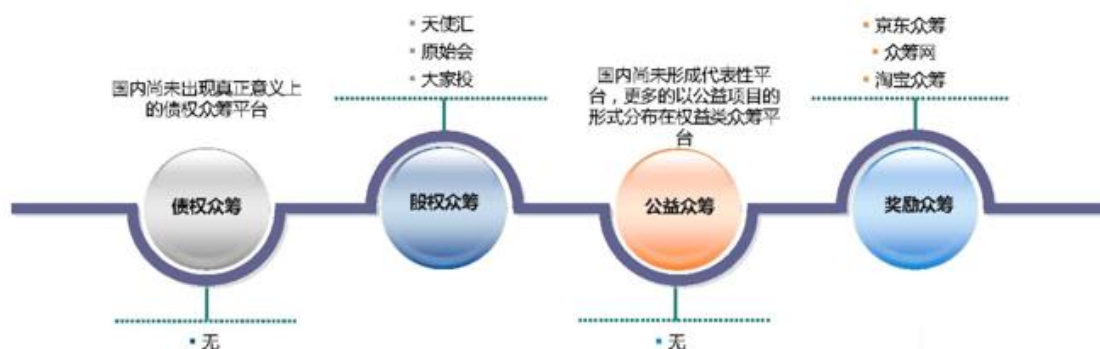 国内尚未出现真正意义上
的债权众筹平台
债权众筹
▪ 无
▪ 天使汇
▪ 原始会
▪ 大家投
股权众筹
国内尚未形成代表性平
台，更多的以公益项目的
形式分布在权益类众筹平
台
公益众筹
▪ 无
▪ 京东众筹
▪ 众筹网
▪ 淘宝众筹
奖励众筹